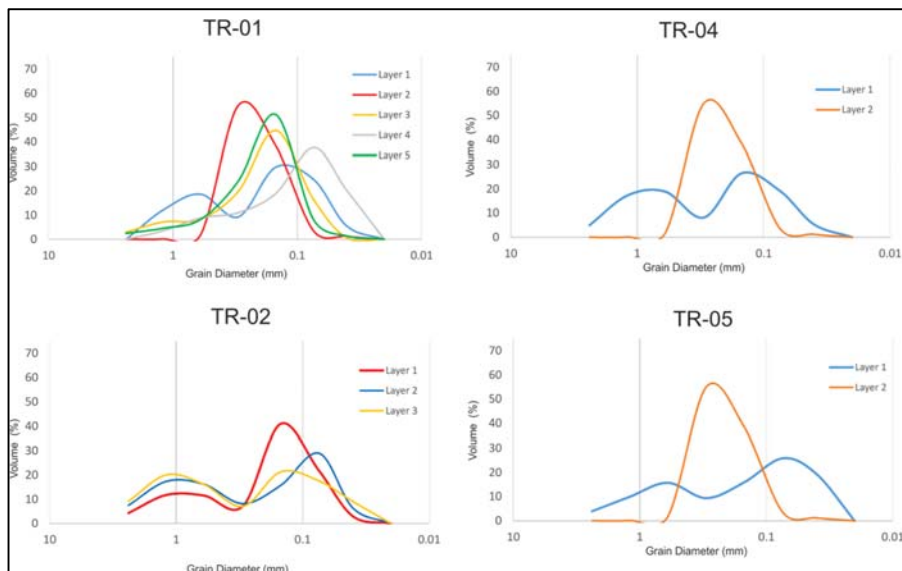 TR-01
70
60
50
40
30
20
10
0
Volume (%)
10
1
0.1
0.01
Grain Diameter (mm)
Layer 1
Layer 2
Layer 3
Layer 4
Layer 5
TR-04
70
60
50
40
30
20
10
0
Volume (%)
10
1
0.1
0.01
Grain Diameter (mm)
Layer 1
Layer 2
TR-02
70
60
50
40
30
20
10
0
Volume (%)
10
1
0.1
0.01
Grain Diameter (mm)
Layer 1
Layer 2
Layer 3
TR-05
70
60
50
40
30
20
10
0
Volume (%)
10
1
0.1
0.01
Grain Diameter (mm)
Layer 1
Layer 2